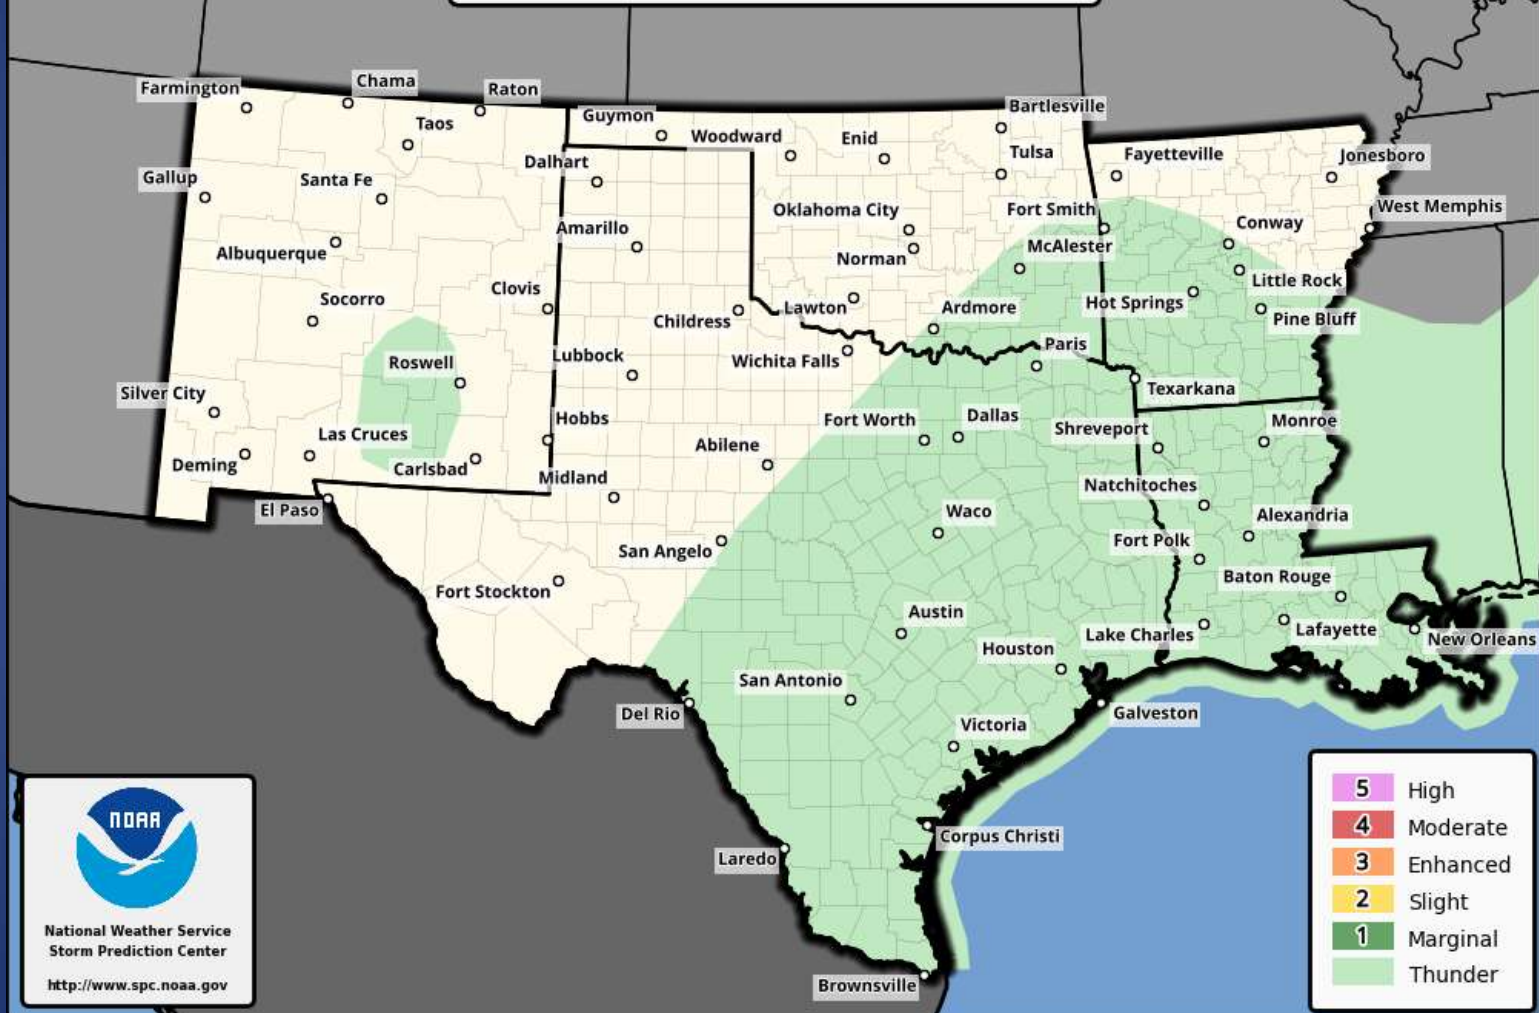 Farmington
Chama
Raton
Taos
Guymon
Woodward
Enid
Bartlesville
Tulsa
Fayetteville
Jonesboro
Gallup
Santa Fe
Dalhart
Oklahoma City
Fort Smith
Conway
West Memphis
Albuquerque
Amarillo
Norman
McAlester
Little Rock
Socorro
Clovis
Childress
Lawton
Ardmore
Hot Springs
Pine Bluff
Roswell
Lubbock
Wichita Falls
Paris
Texarkana
Silver City
Las Cruces
Hobbs
Abilene
Fort Worth
Dallas
Shreveport
Monroe
Deming
Carlsbad
Midland
Natchitoches
El Paso
San Angelo
Waco
Fort Polk
Alexandria
Fort Stockton
Baton Rouge
Austin
Houston
Lake Charles
Lafayette
New Orleans
Del Rio
San Antonio
Victoria
Galveston
Laredo
Corpus Christi
Brownsville
NOAA
National Weather Service
Storm Prediction Center
http://www.spc.noaa.gov
5 High
4 Moderate
3 Enhanced
2 Slight
1 Marginal
Thunder